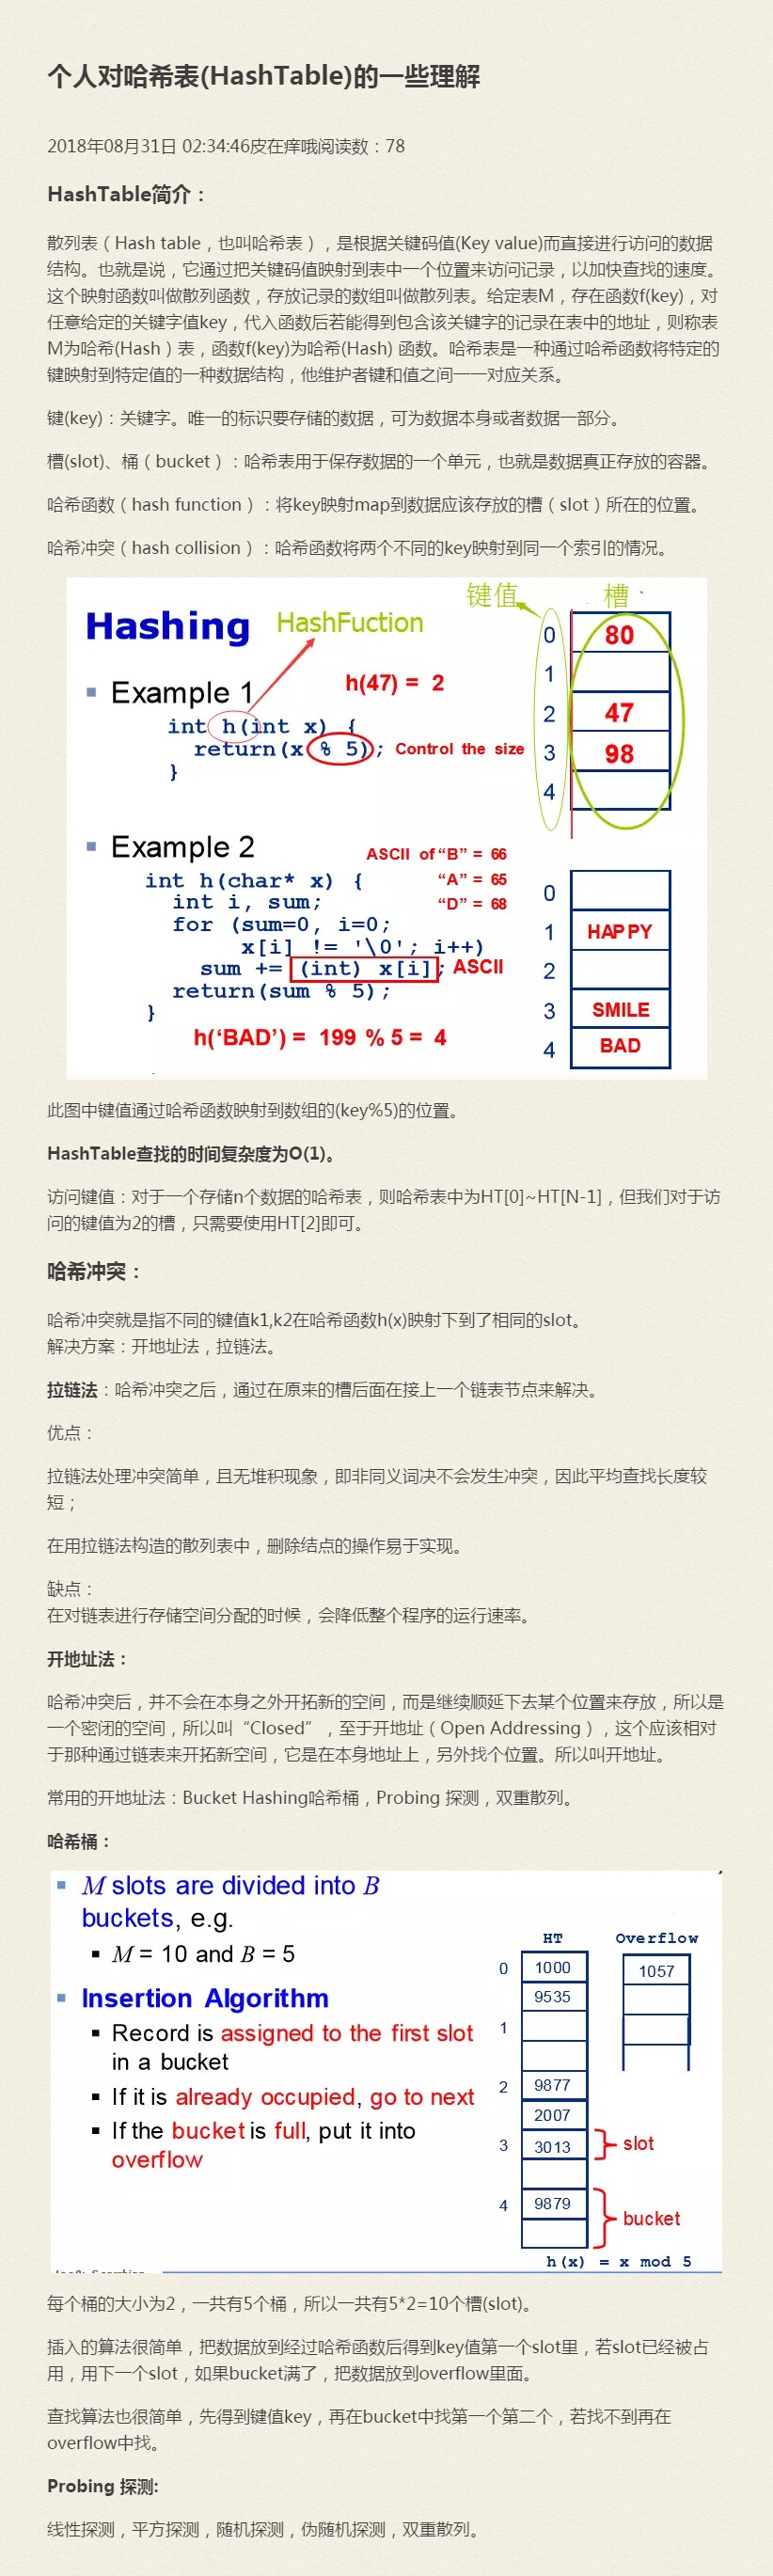 个人对哈希表(HashTable)的一些理解
2018年08月31日 02:34:46皮在痒哦阅读数：78
HashTable简介：
散列表（Hash table，也叫哈希表），是根据关键码值(Key value)而直接进行访问的数据
结构。也就是说，它通过把关键码值映射到表中一个位置来访问记录，以加快查找的速度。
这个映射函数叫做散列函数，存放记录的数组叫做散列表。给定表M，存在函数f(key)，对
任意给定的关键字值key，代入函数后若能得到包含该关键字的记录在表中的地址，则称表
M为哈希(Hash）表，函数f(key)为哈希(Hash) 函数。哈希表是一种通过哈希函数将特定的
键映射到特定值的一种数据结构，他维护者键和值之间一一对应关系。
键(key)：关键字。唯一的标识要存储的数据，可为数据本身或者数据一部分。
槽(slot)、桶（bucket）：哈希表用于保存数据的一个单元，也就是数据真正存放的容器。
哈希函数（hash function）：将key映射map到数据应该存放的槽（slot）所在的位置。
哈希冲突（hash collision）：哈希函数将两个不同的key映射到同一个索引的情况。
键值 槽
Hashing HashFuction
0 80
1
2 47
3 98
4
Example 1 h(47) = 2
int h(int x) {
return(x % 5); Control the size
}
Example 2
ASCII of “B” = 66
“A” = 65
“D” = 68
int h(char* x) {
int i, sum;
for (sum=0, i=0;
x[i] != '\0'; i++)
sum += (int) x[i]; ASCII
return(sum % 5);
}
h(‘BAD’) = 199 % 5 = 4
0
1 HAPPY
2
3 SMILE
4 BAD
此图中键值通过哈希函数映射到数组的(key%5)的位置。
HashTable查找的时间复杂度为O(1)。
访问键值：对于一个存储n个数据的哈希表，则哈希表中为HT[0]~HT[N-1]，但我们对于访
问的键值为2的槽，只需要使用HT[2]即可。
哈希冲突：
哈希冲突就是指不同的键值k1,k2在哈希函数h(x)映射下到了相同的slot。
解决方案：开地址法，拉链法。
拉链法：哈希冲突之后，通过在原来的槽后面在接上一个链表节点来解决。
优点：
拉链法处理冲突简单，且无堆积现象，即非同义词决不会发生冲突，因此平均查找长度较
短；
在用拉链法构造的散列表中，删除结点的操作易于实现。
缺点：
在对链表进行存储空间分配的时候，会降低整个程序的运行速率。
开地址法：
哈希冲突后，并不会在本身之外开拓新的空间，而是继续顺延下去某个位置来存放，所以是
一个密闭的空间，所以叫“Closed”，至于开地址（Open Addressing），这个应该相对
于那种通过链表来开拓新空间，它是在本身地址上，另外找个位置。所以叫开地址。
常用的开地址法：Bucket Hashing哈希桶，Probing 探测，双重散列。
哈希桶：
M slots are divided into B
buckets, e.g.
M = 10 and B = 5
Insertion Algorithm
Record is assigned to the first slot
in a bucket
If it is already occupied, go to next
If the bucket is full, put it into
overflow
HT Overflow
0 1000 1057
9535
1
2 9877
2007
3 3013 slot
4 9879
bucket
h(x) = x mod 5
每个桶的大小为2，一共有5个桶，所以一共有5*2=10个槽(slot)。
插入的算法很简单，把数据放到经过哈希函数后得到key值第一个slot里，若slot已经被占
用，用下一个slot，如果bucket满了，把数据放到overflow里面。
查找算法也很简单，先得到键值key，再在bucket中找第一个第二个，若找不到再在
overflow中找。
Probing 探测:
线性探测，平方探测，随机探测，伪随机探测，双重散列。